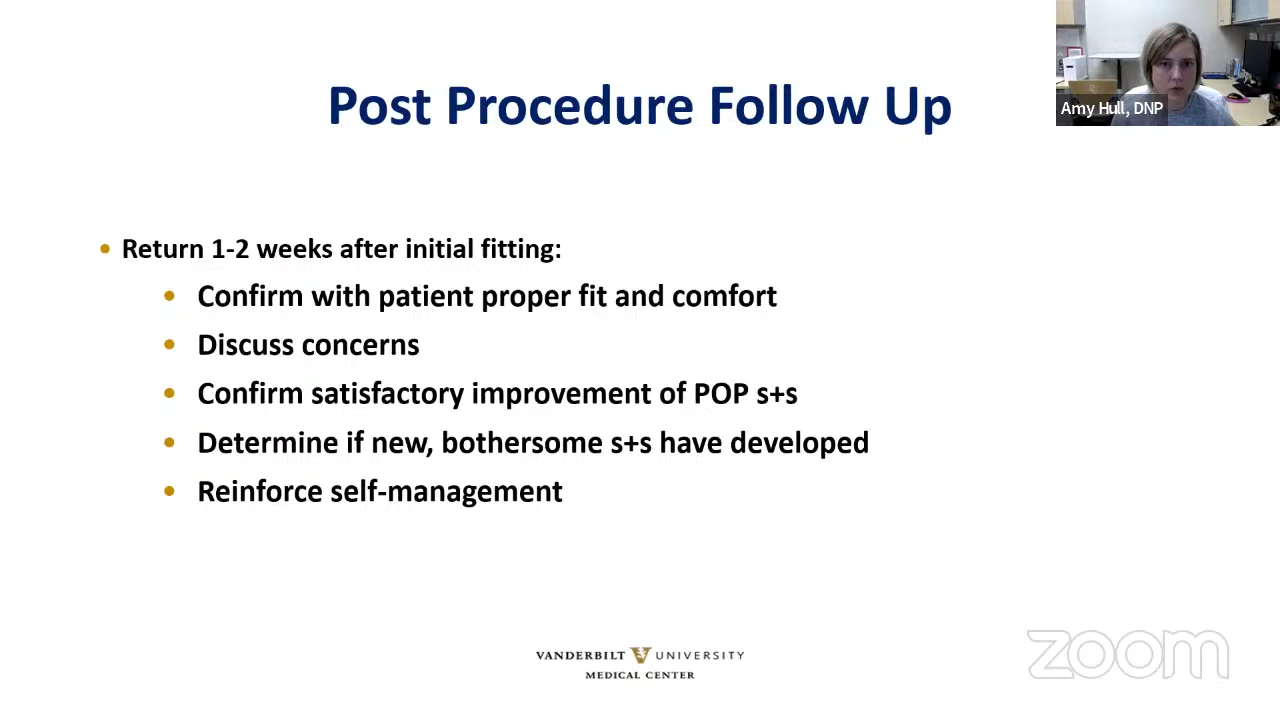 Post Procedure Follow Up
Amy Hull, DNP
• Return 1-2 weeks after initial fitting:
• Confirm with patient proper fit and comfort
• Discuss concerns
• Confirm satisfactory improvement of POP s+s
• Determine if new, bothersome s+s have developed
• Reinforce self-management
VANDERBILT V UNIVERSITY
MEDICAL CENTER
zoom